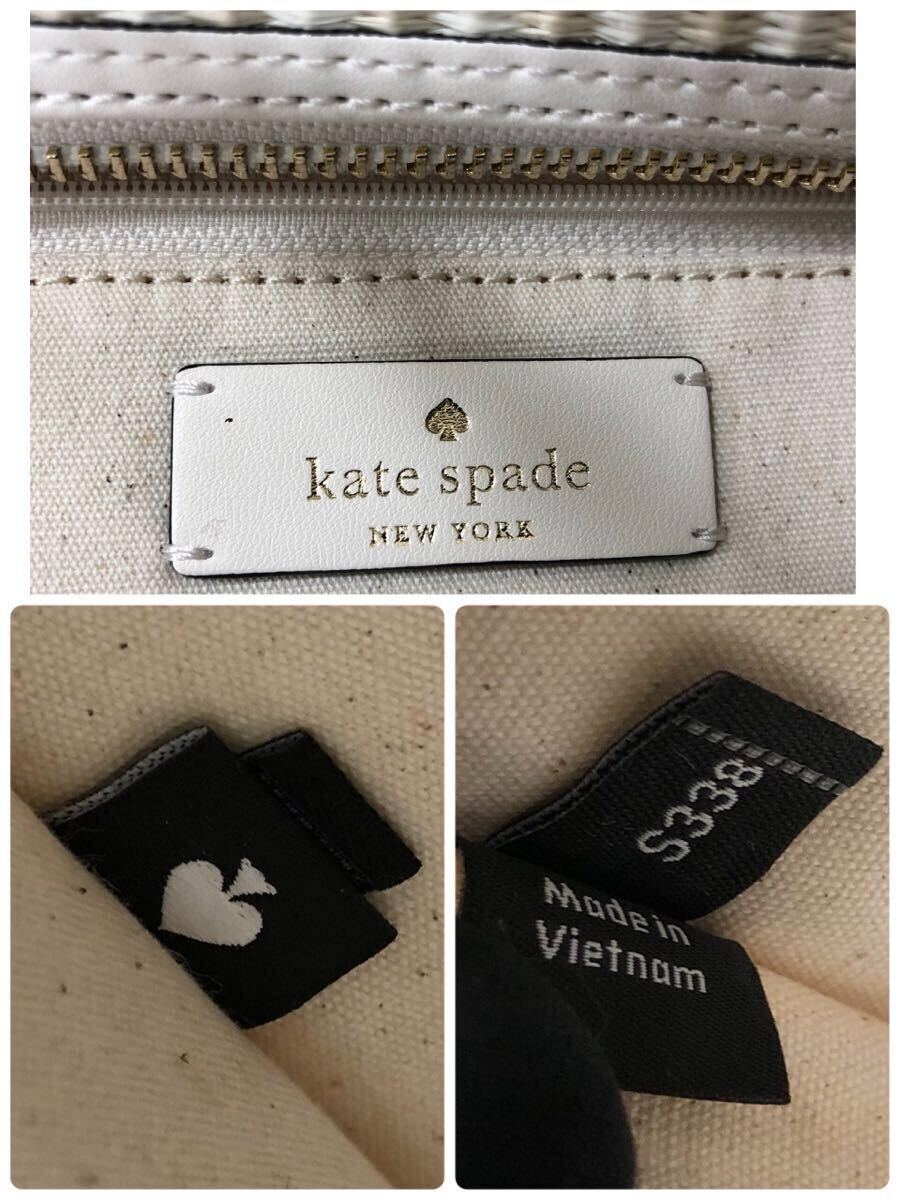 kate spade
NEW YORK
S338
Made in
Vietnam